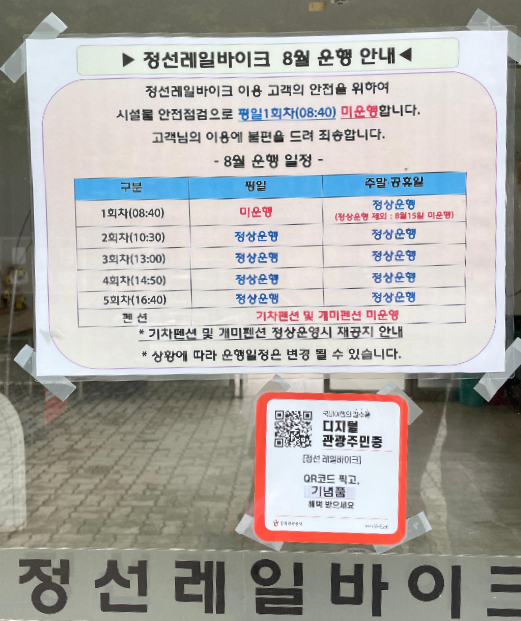 ▶ 정선레일바이크 8월 운행 안내◀
정선레일바이크 이용 고객의 안전을 위하여
시설물 안전점검으로 평일1회차(08:40) 미운행합니다.
고객님의 이용에 불편을 드려 죄송합니다.
- 8월 운행 일정 -
구분 평일 주말 공휴일
1회차(08:40) 미운행 정상운행
(정상운행 제외 : 8월15일 미운행)
2회차(10:30) 정상운행 정상운행
3회차(13:00) 정상운행 정상운행
4회차(14:50) 정상운행 정상운행
5회차(16:40) 정상운행 정상운행
펜션 기차펜션 및 개미펜션 미운행
* 기차펜션 및 개미펜션 정상운영시 재공지 안내
* 상황에 따라 운행일정은 변경 될 수 있습니다.
디지털
관광주민증
[정선 레일바이크]
QR코드 찍고,
기념품
혜택 받으세요
정선레일바이크